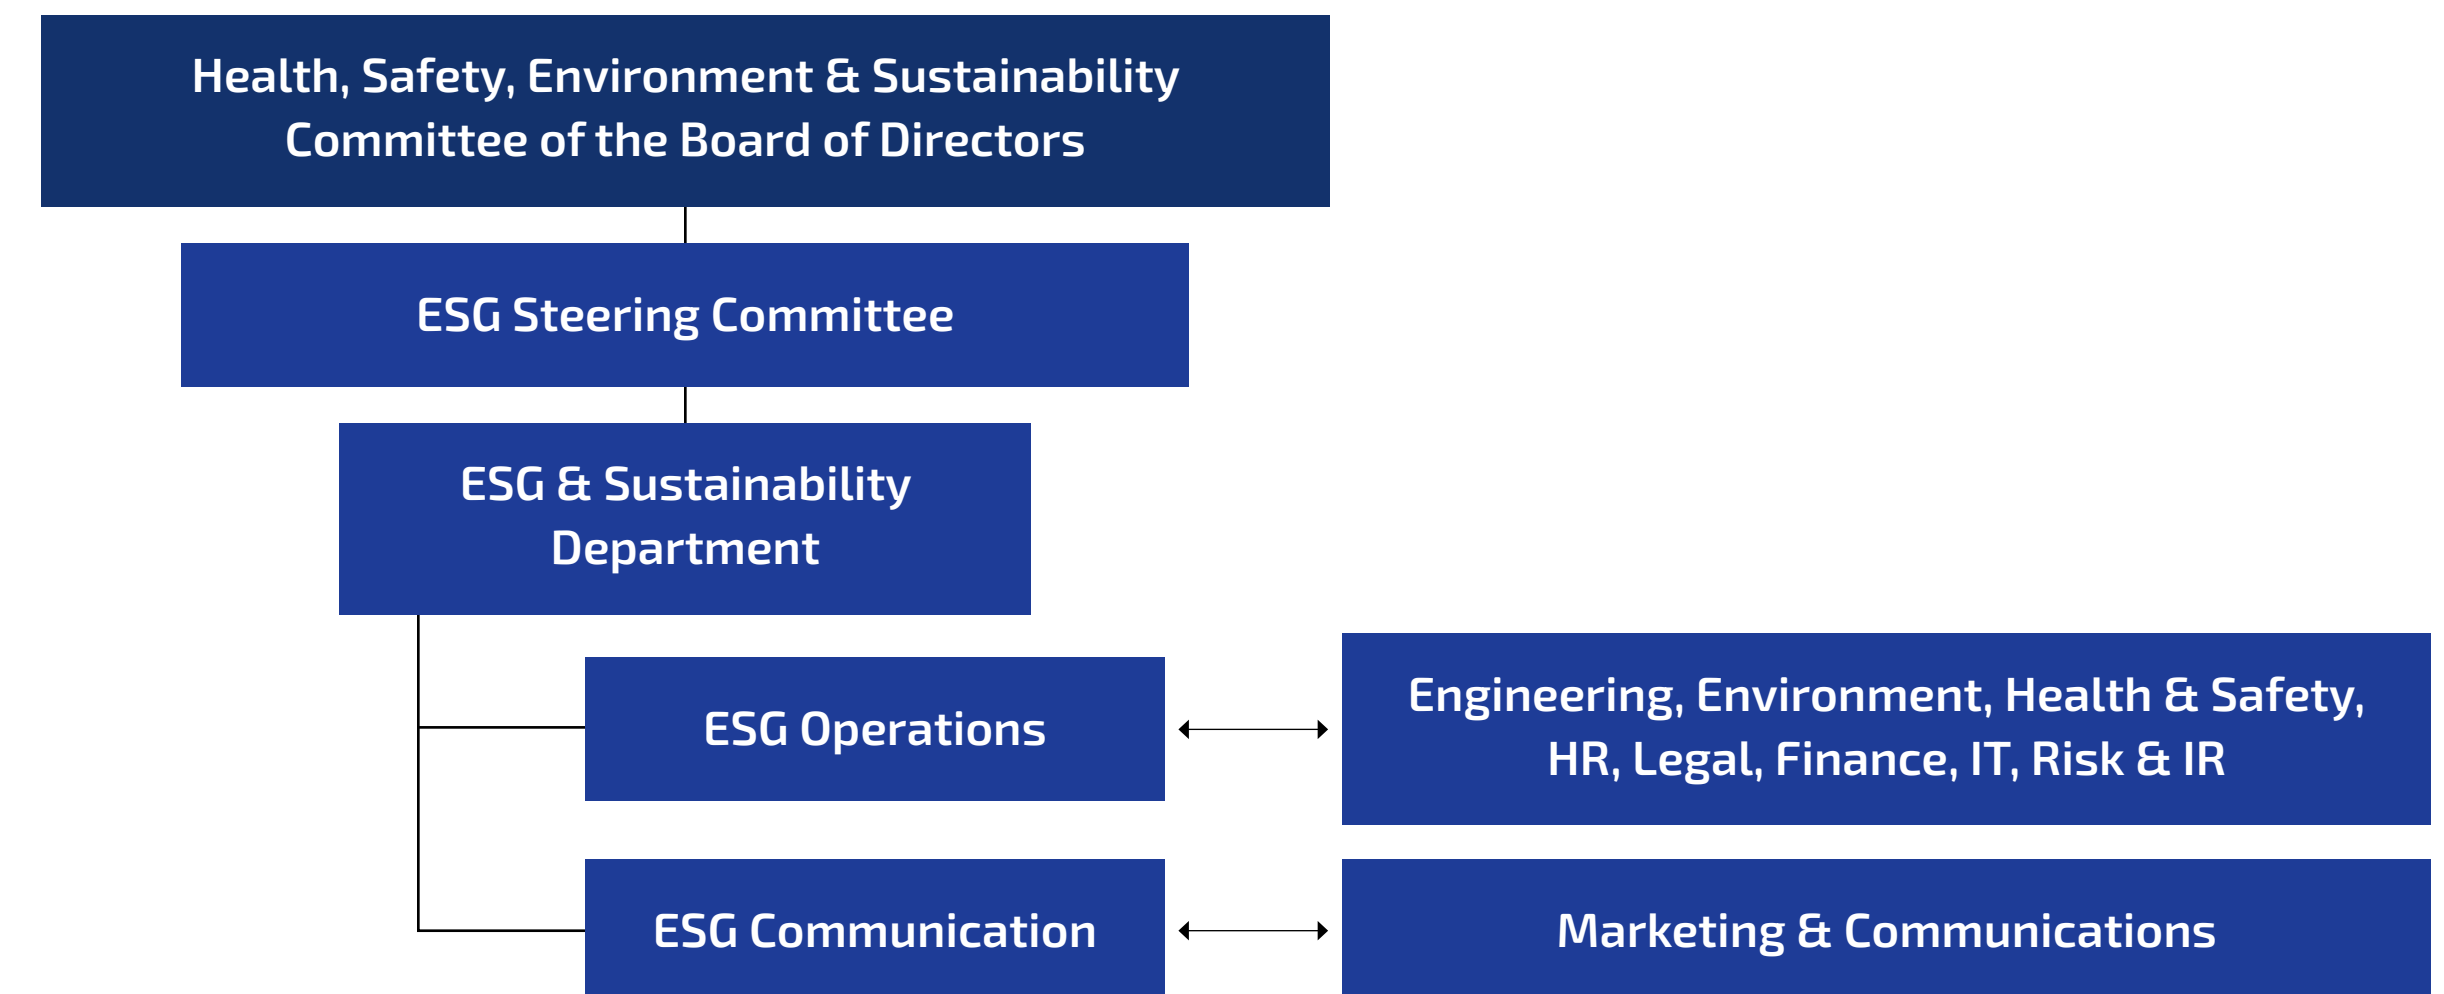 Health, Safety, Environment & Sustainability
Committee of the Board of Directors
ESG Steering Committee
ESG & Sustainability
Department
ESG Operations
Engineering, Environment, Health & Safety,
HR, Legal, Finance, IT, Risk & IR
ESG Communication
Marketing & Communications